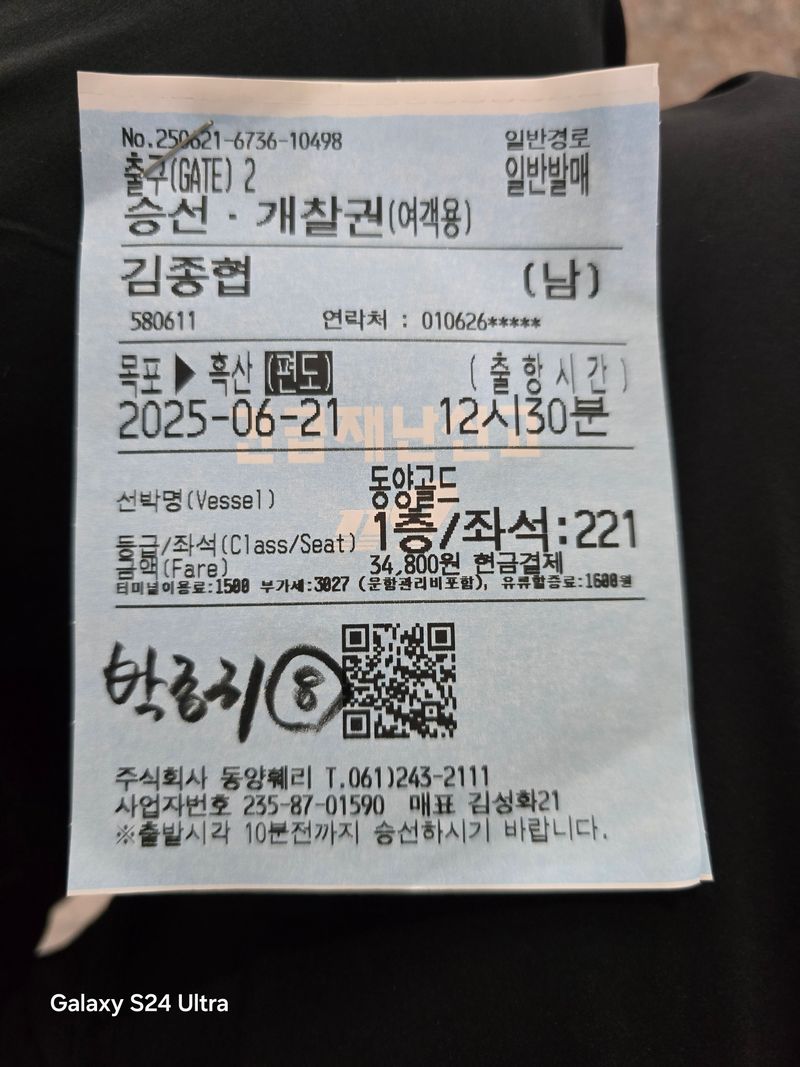 No.250621-6736-10498 일반경로
출구(GATE) 2 일반발매
승선 · 개찰권(여객용)
김종협 (남)
580611 연락처 : 010626*****
목포 ▶ 흑산 (편도) (출항시간)
2025-06-21 12시30분
긴급재난신고
선박명(Vessel) 동양골드
등급/좌석(Class/Seat) 1층/좌석:221
금액(Fare) 34,800원 현금결제
터미널이용료:1500 부가세:3027 (문화관리비포함), 유류할증료:1600원
⑧
주식회사 동양훼리 T.061)243-2111
사업자번호 235-87-01590 매표 김성화21
※출발시각 10분전까지 승선하시기 바랍니다.
Galaxy S24 Ultra